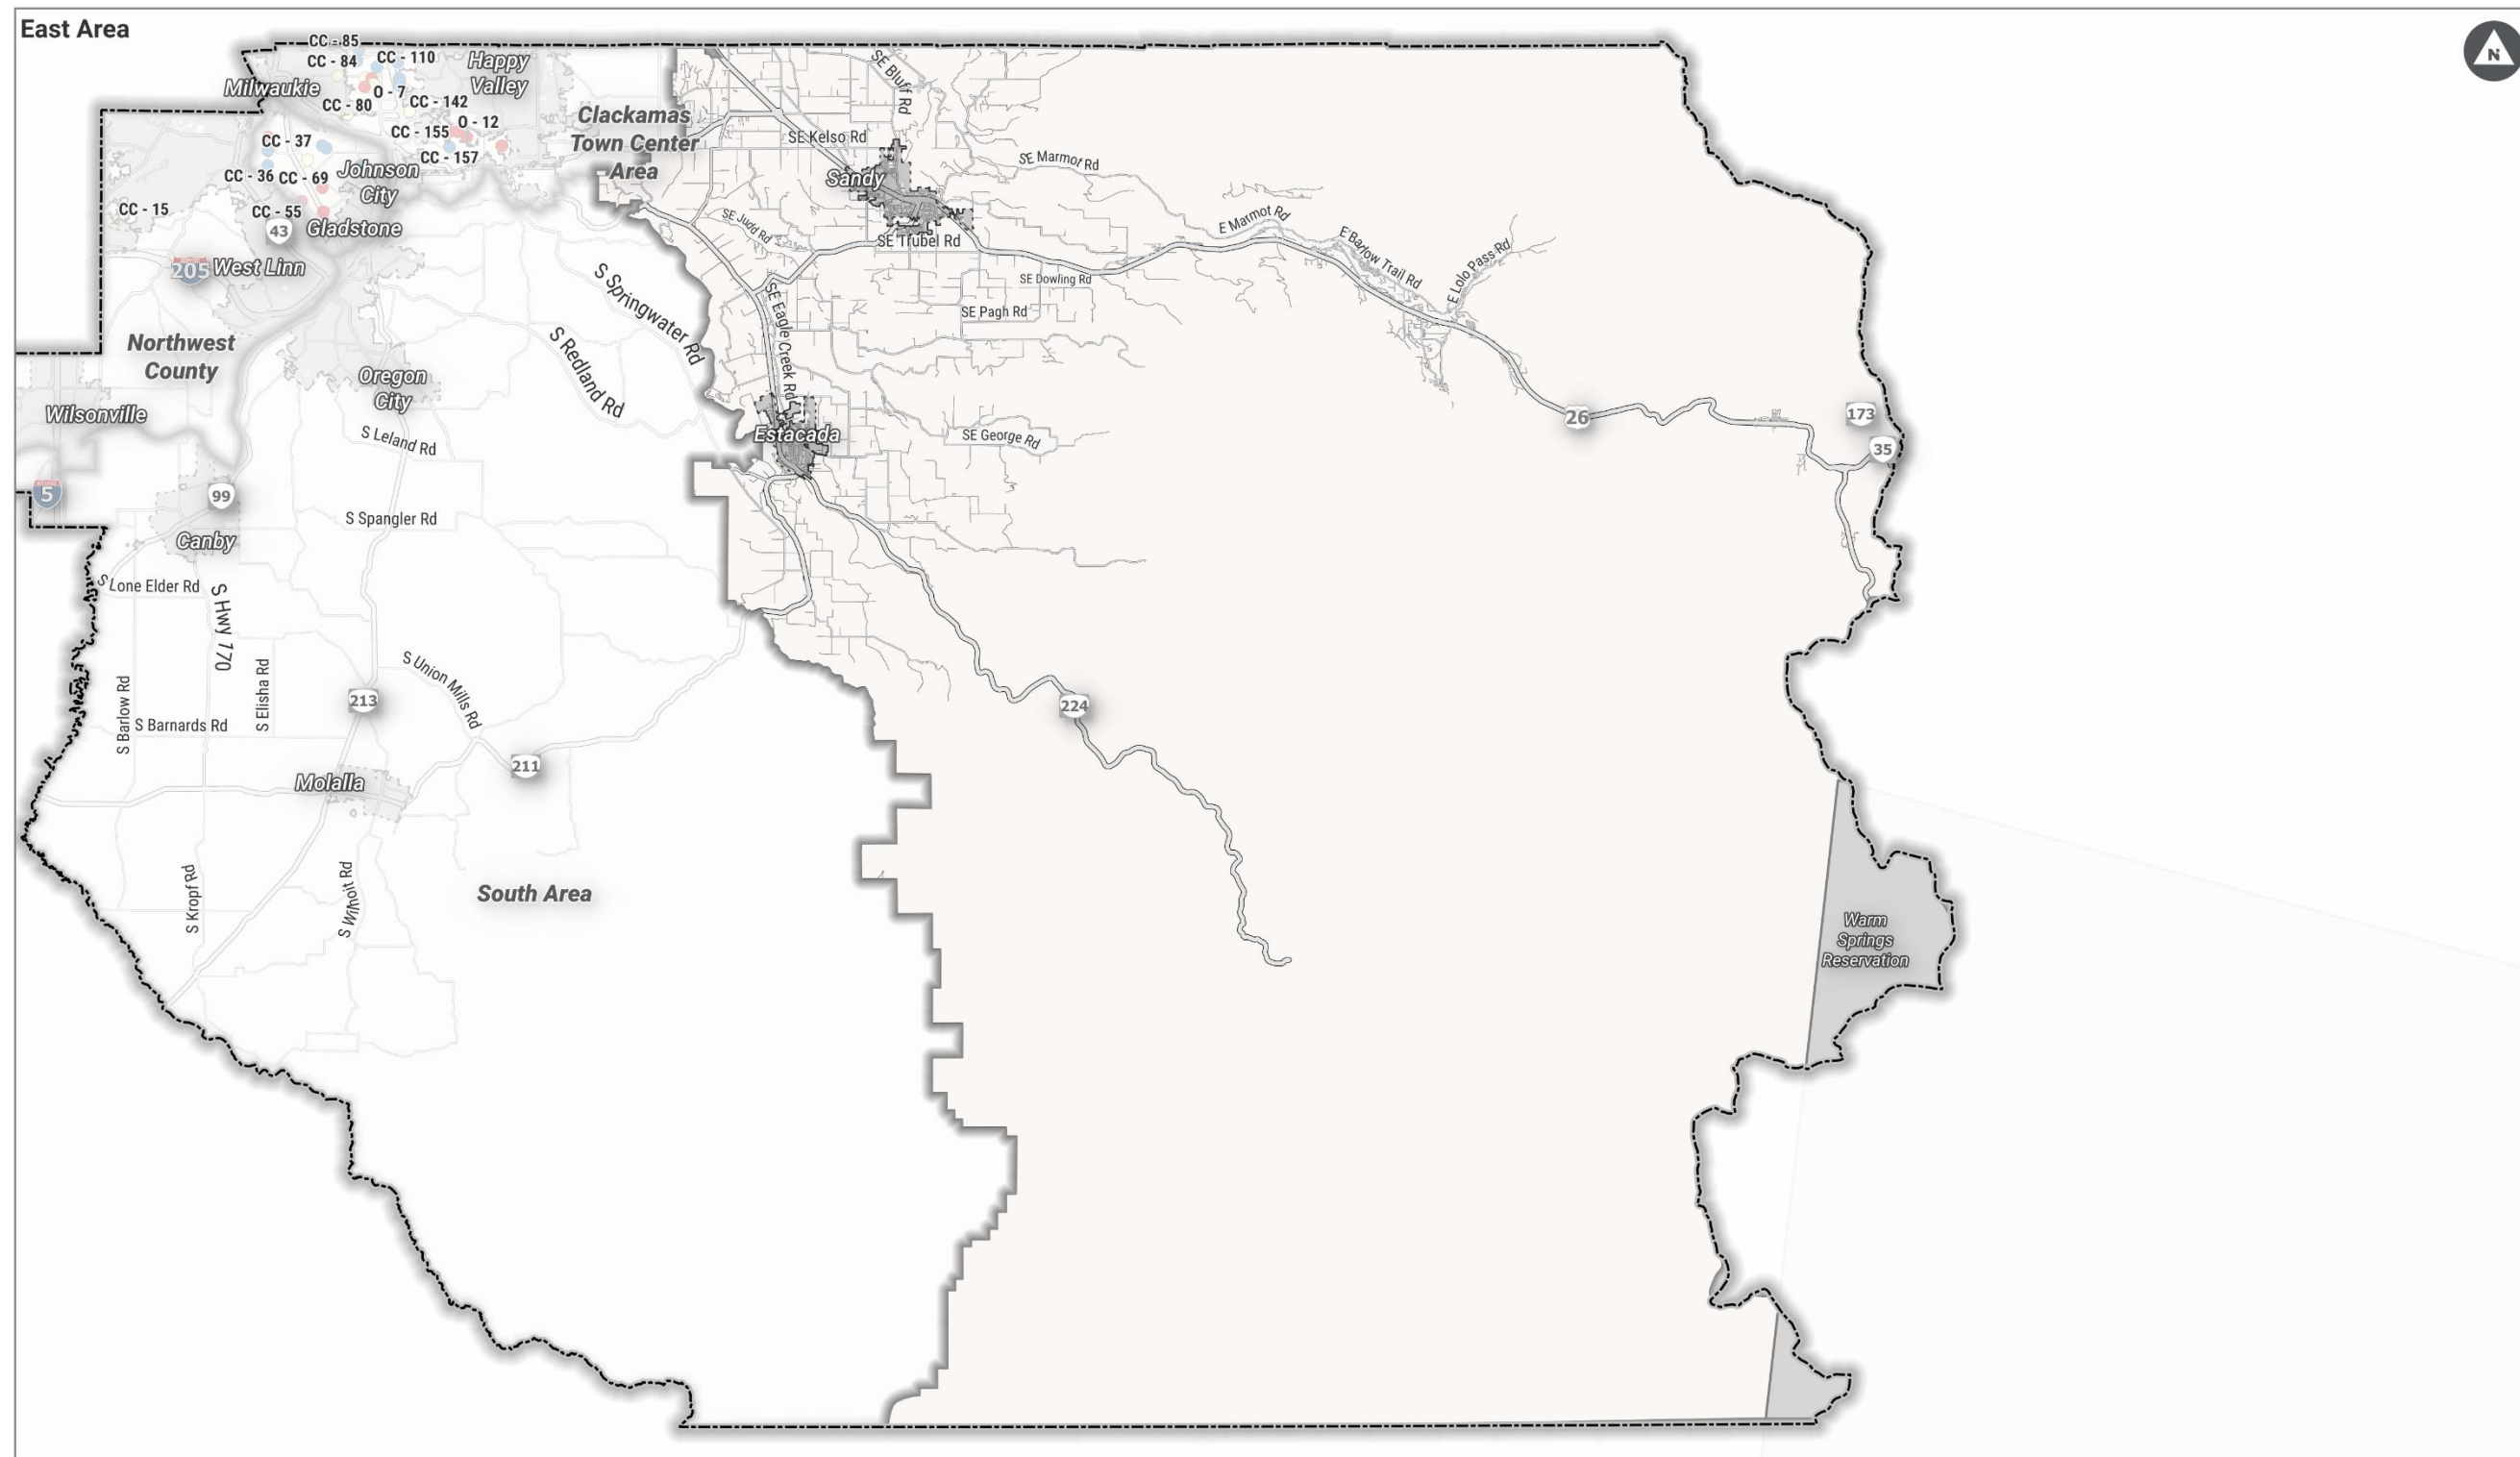 East Area
N
CC - 85
CC - 84
CC - 110
Happy
Valley
Milwaukie
O - 7
CC - 80
CC - 142
O - 12
CC - 155
CC - 37
CC - 157
Johnson
City
CC - 36
CC - 69
CC - 15
CC - 55
43
Gladstone
205
West Linn
Clackamas
Town Center
Area
SE Bluff Rd
SE Kelso Rd
Sandy
SE Marmot Rd
SE Judd Rd
SE Trubel Rd
SE Dowling Rd
SE Pagh Rd
E Marmot Rd
E Barlow Trail Rd
E Lolo Pass Rd
SE Eagle Creek Rd
S Springwater Rd
S Redland Rd
Northwest
County
Oregon
City
Wilsonville
S Leland Rd
Estacada
SE George Rd
26
173
35
5
99
S Spangler Rd
Canby
S Lone Elder Rd
S Hwy 170
S Barlow Rd
S Elisha Rd
S Union Mills Rd
213
S Barnards Rd
224
211
Molalla
S Kropf Rd
S Wilhoit Rd
South Area
Warm
Springs
Reservation